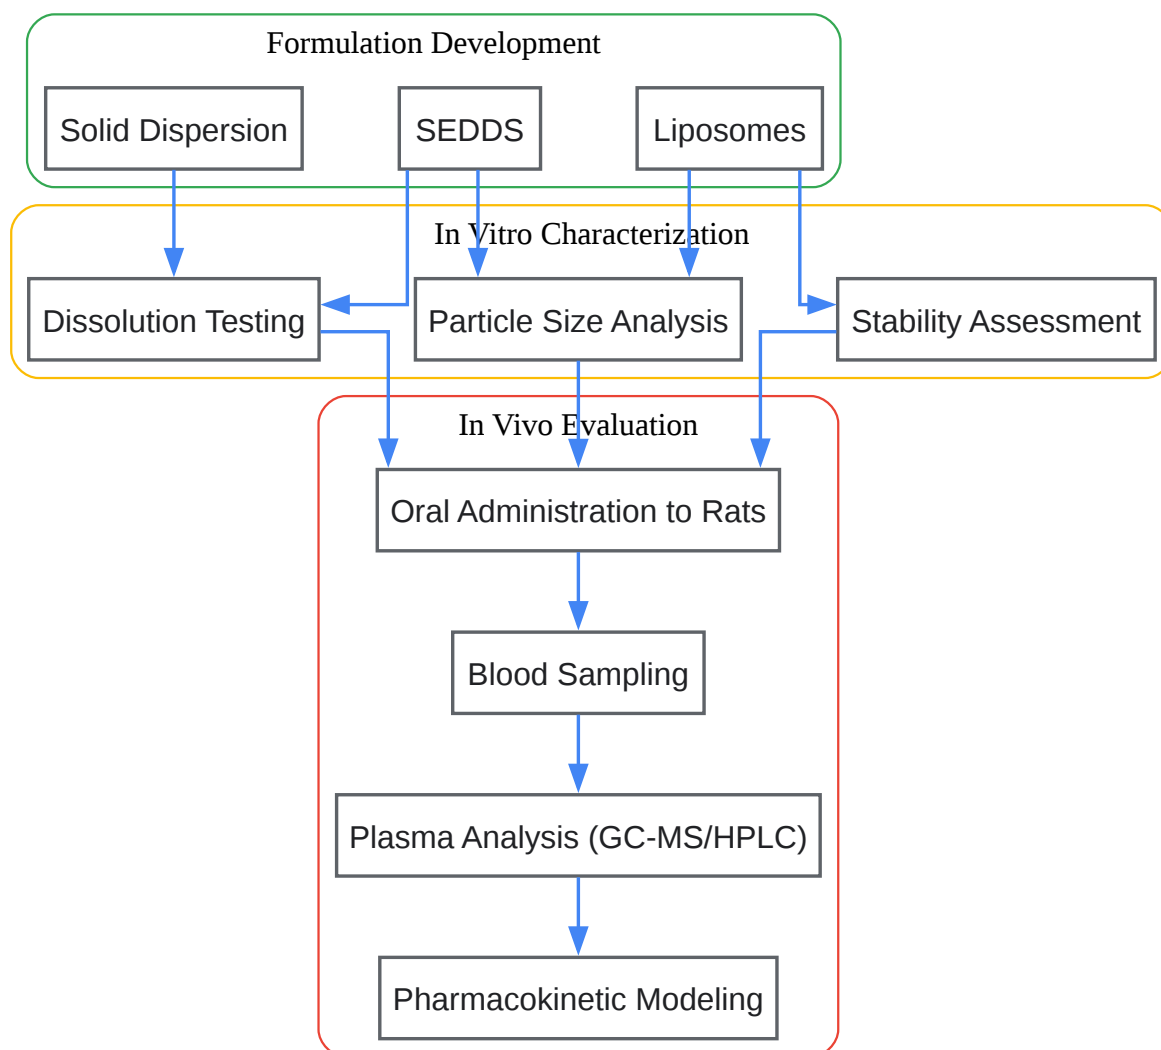 Formulation Development
Solid Dispersion
SEDDS
Liposomes
In Vitro Characterization
Dissolution Testing
Particle Size Analysis
Stability Assessment
In Vivo Evaluation
Oral Administration to Rats
Blood Sampling
Plasma Analysis (GC-MS/HPLC)
Pharmacokinetic Modeling